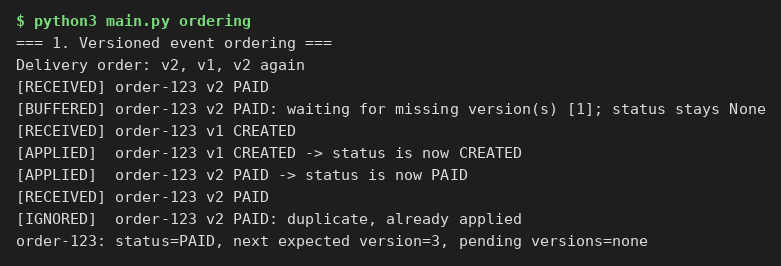 $ python3 main.py ordering
=== 1. Versioned event ordering ===
Delivery order: v2, v1, v2 again
[RECEIVED] order-123 v2 PAID
[BUFFERED] order-123 v2 PAID: waiting for missing version(s) [1]; status stays None
[RECEIVED] order-123 v1 CREATED
[APPLIED]  order-123 v1 CREATED -> status is now CREATED
[APPLIED]  order-123 v2 PAID -> status is now PAID
[RECEIVED] order-123 v2 PAID
[IGNORED]  order-123 v2 PAID: duplicate, already applied
order-123: status=PAID, next expected version=3, pending versions=none